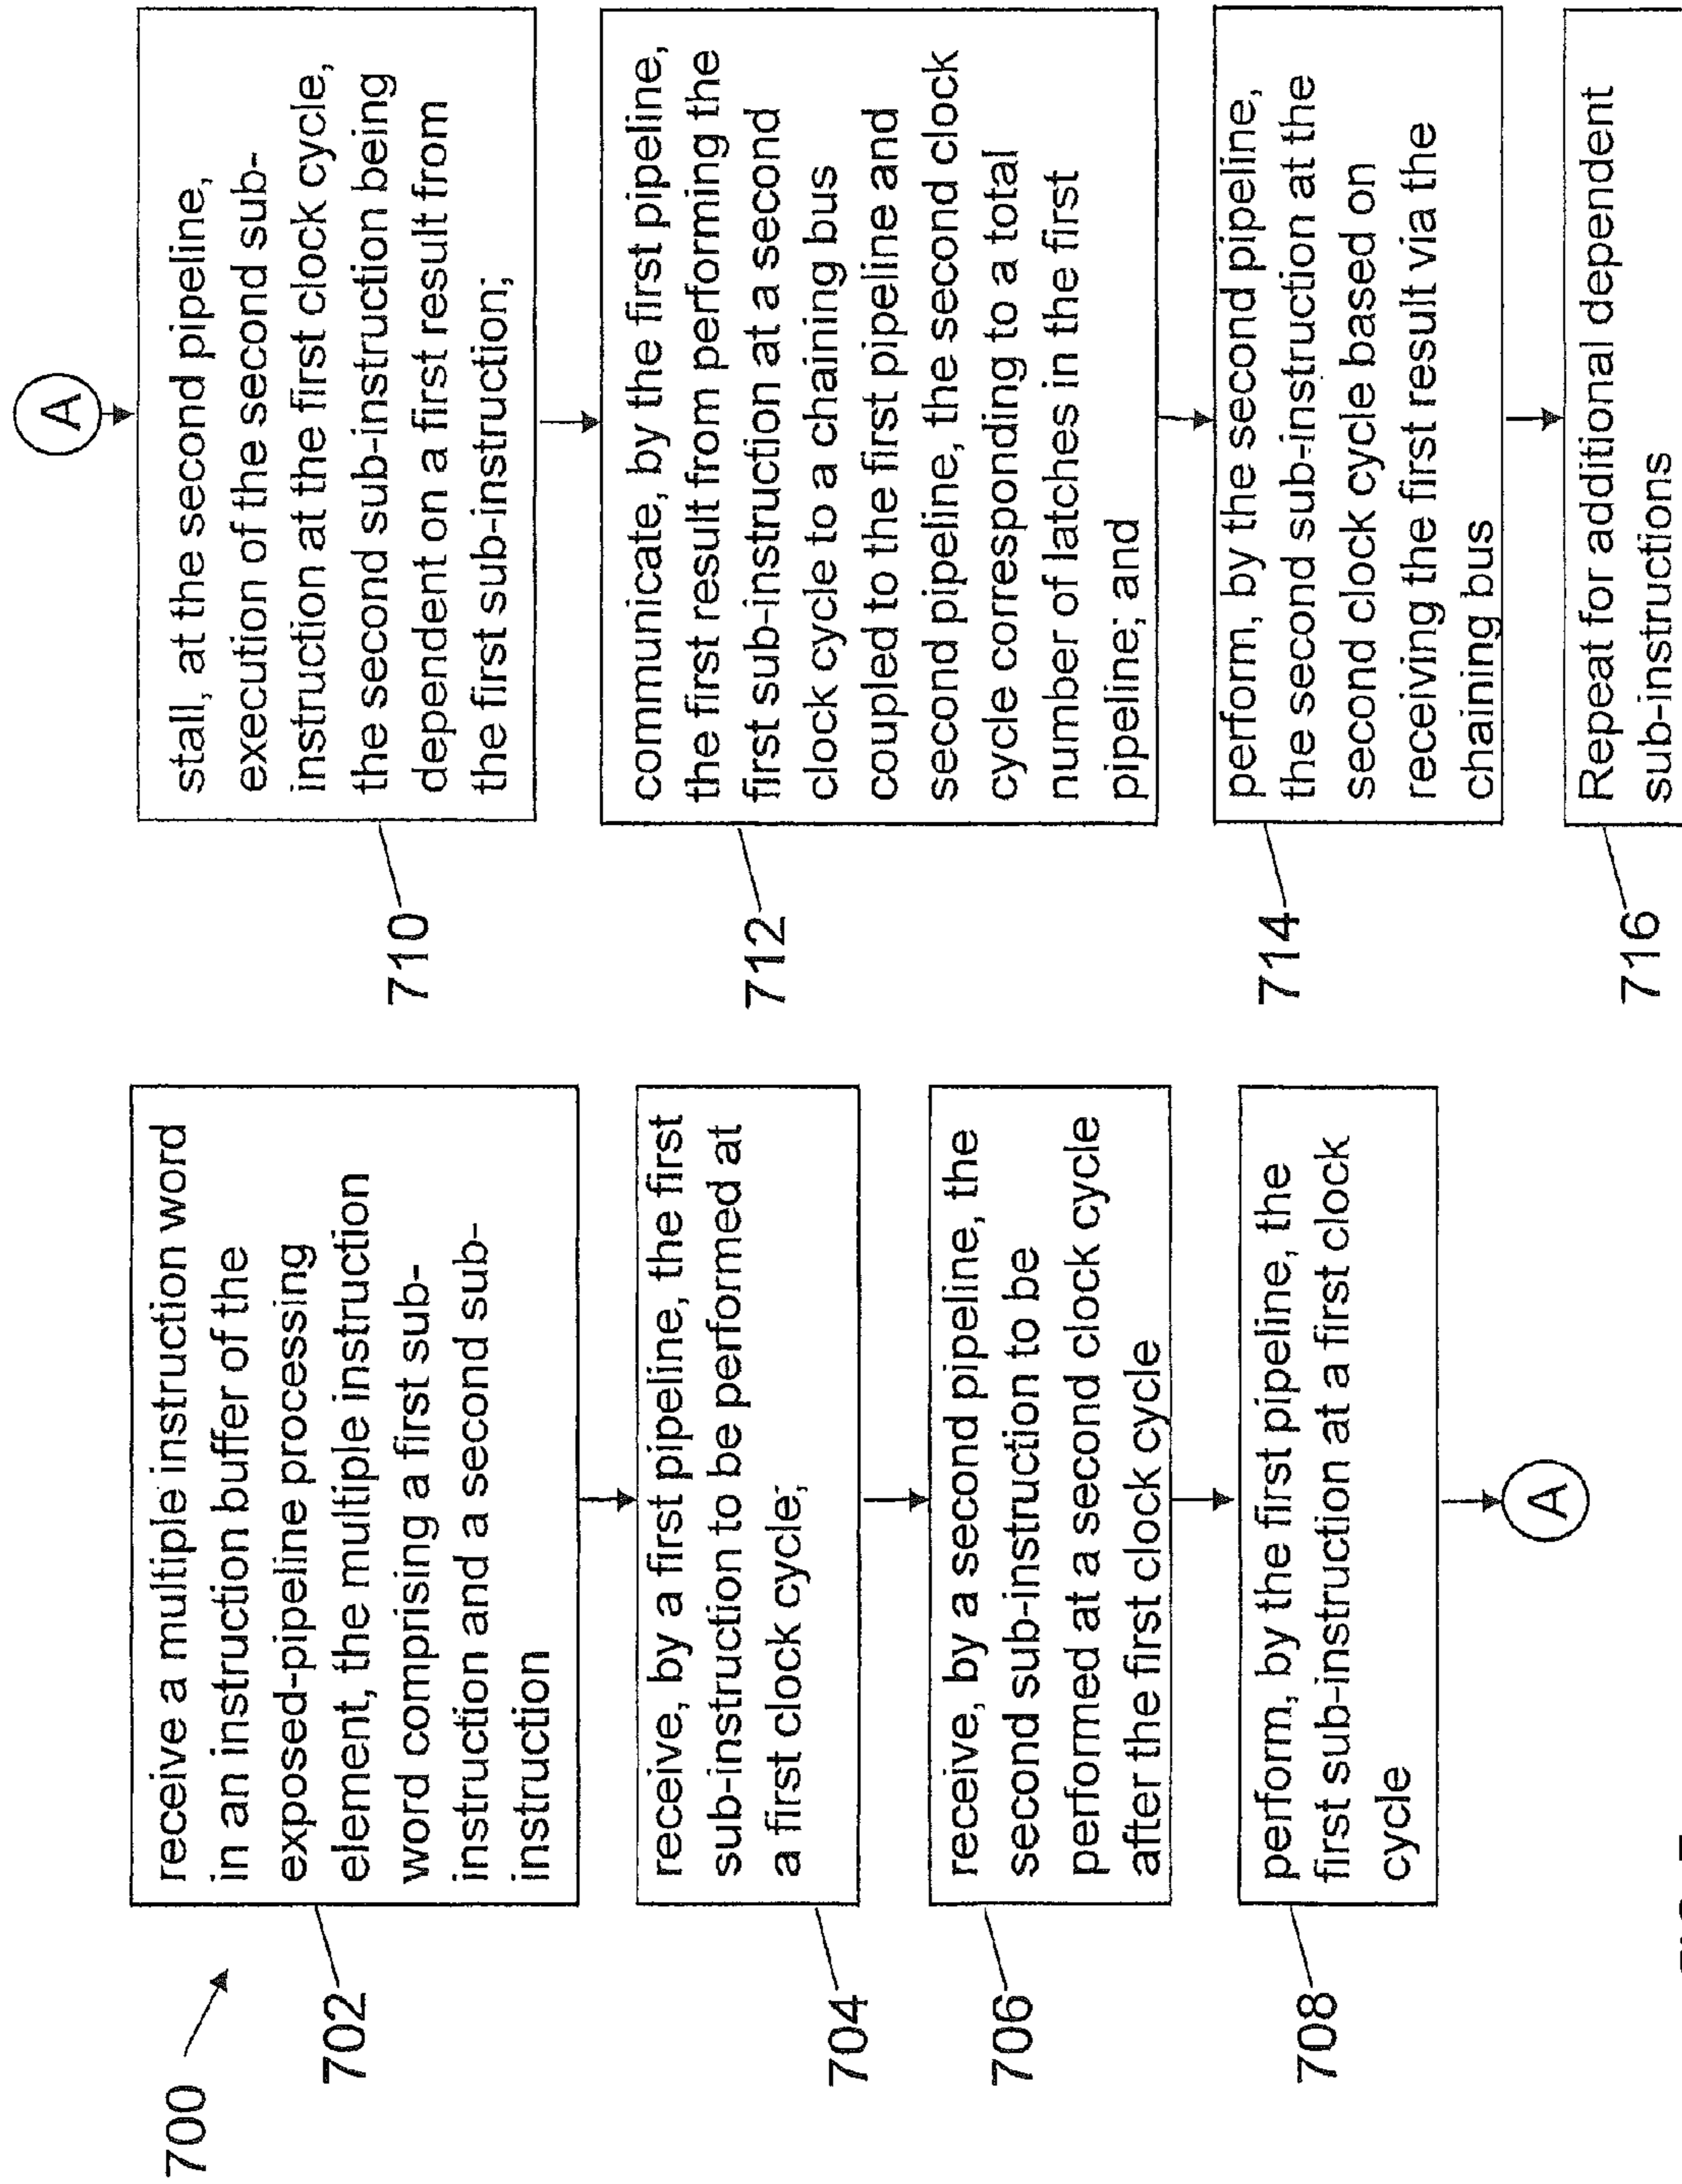 700
702
receive a multiple instruction word
in an instruction buffer of the
exposed-pipeline processing
element, the multiple instruction
word comprising a first sub-
instruction and a second sub-
instruction
704
receive, by a first pipeline, the first
sub-instruction to be performed at
a first clock cycle;
706
receive, by a second pipeline, the
second sub-instruction to be
performed at a second clock cycle
after the first clock cycle
708
perform, by the first pipeline, the
first sub-instruction at a first clock
cycle
A
A
710
stall, at the second pipeline,
execution of the second sub-
instruction at the first clock cycle,
the second sub-instruction being
dependent on a first result from
the first sub-instruction;
712
communicate, by the first pipeline,
the first result from performing the
first sub-instruction at a second
clock cycle to a chaining bus
coupled to the first pipeline and
second pipeline, the second clock
cycle corresponding to a total
number of latches in the first
pipeline; and
714
perform, by the second pipeline,
the second sub-instruction at the
second clock cycle based on
receiving the first result via the
chaining bus
716
Repeat for additional dependent
sub-instructions